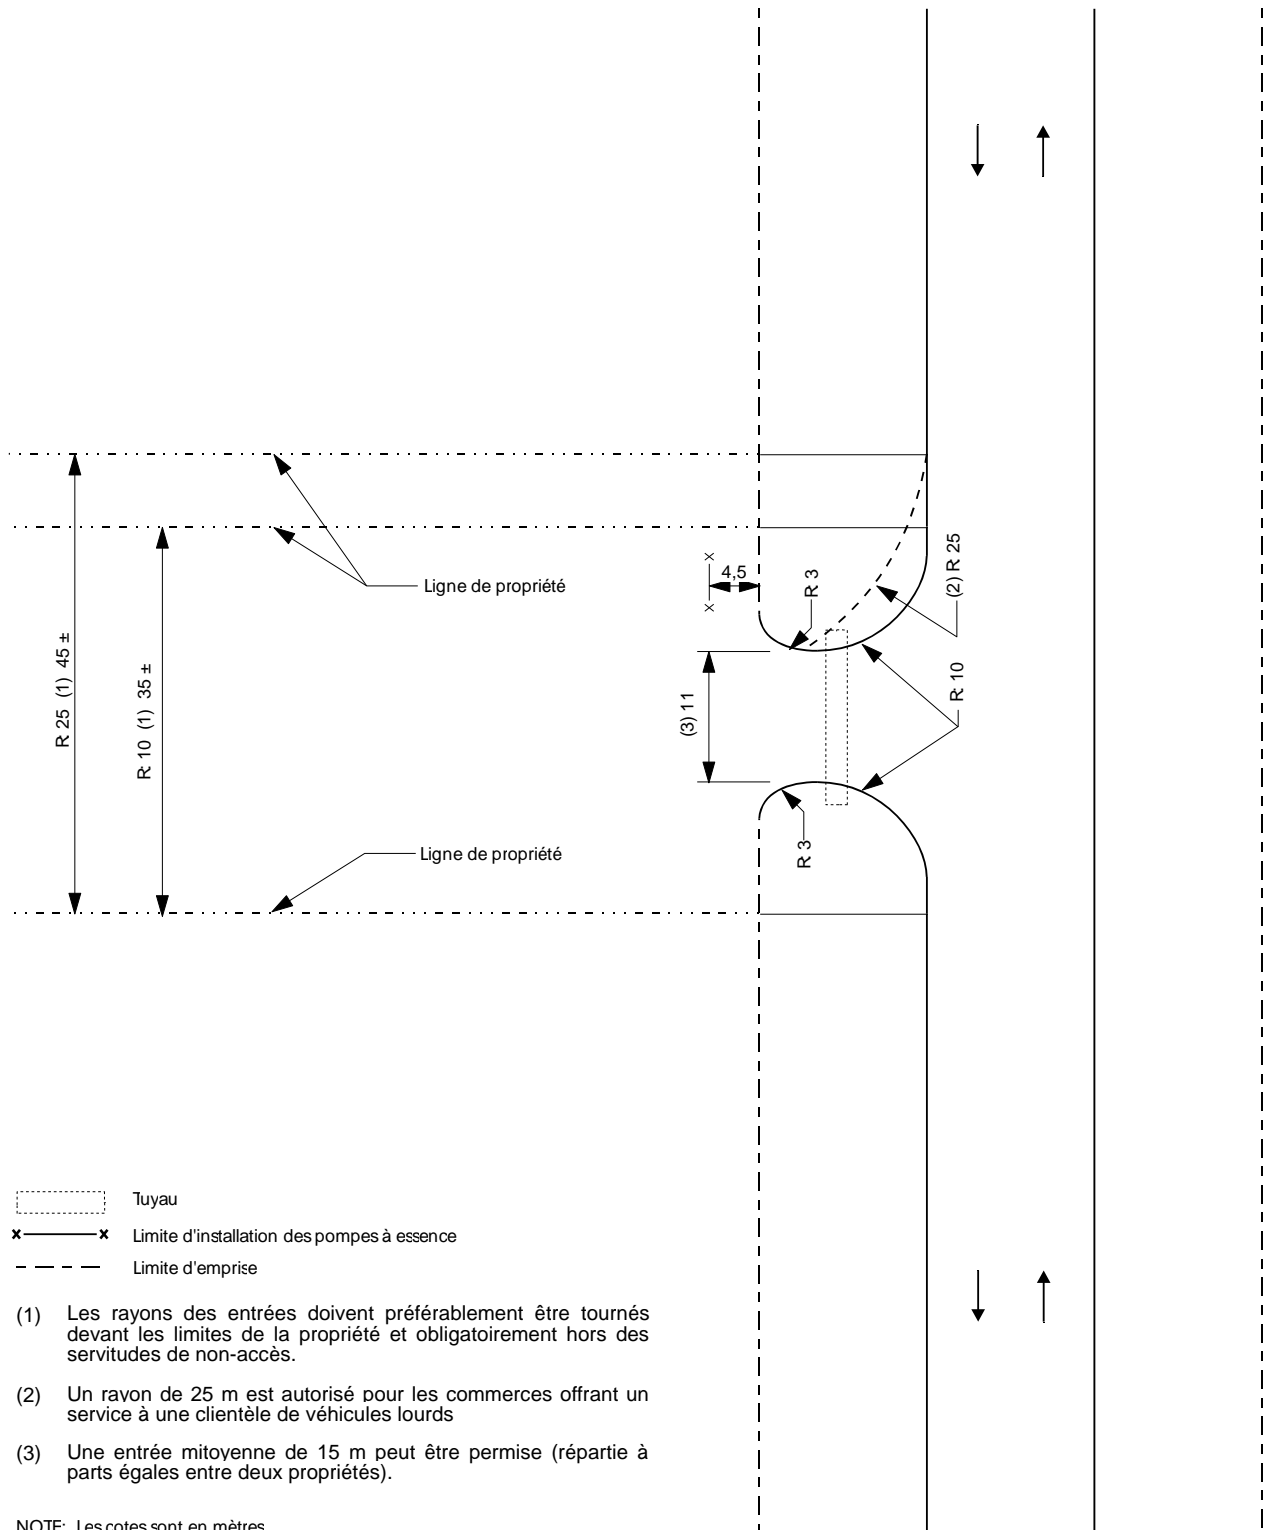 4,5
R 3
(2) R 25
Ligne de propriété
R 25 (1) 45 ±
R 10 (1) 35 ±
(3) 11
R 10
R 3
Ligne de propriété
Tuyau
Limite d'installation des pompes à essence
Limite d'emprise
(1) Les rayons des entrées doivent préférablement être tournés
devant les limites de la propriété et obligatoirement hors des
servitudes de non-accès.
(2) Un rayon de 25 m est autorisé pour les commerces offrant un
service à une clientèle de véhicules lourds
(3) Une entrée mitoyenne de 15 m peut être permise (répartie à
parts égales entre deux propriétés).
NOTE: Les cotes sont en mètres